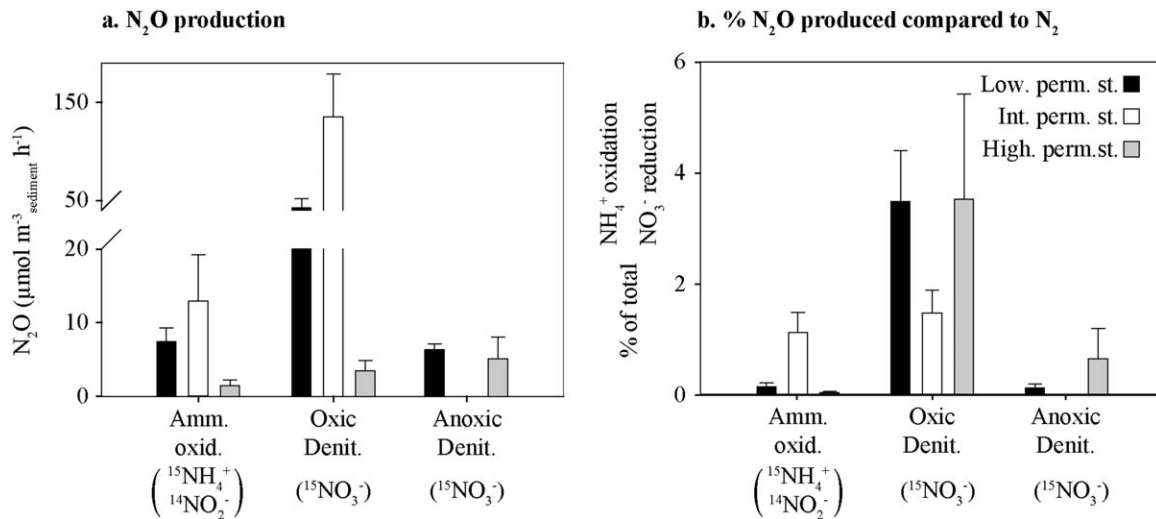 a. N₂O production
N₂O (µmol m⁻³ sediment h⁻¹)
150
50
20
10
0
Amm.
oxid.
(¹⁵NH₄⁺
¹⁴NO₂⁻)
Oxic
Denit.
(¹⁵NO₃⁻)
Anoxic
Denit.
(¹⁵NO₃⁻)
b. % N₂O produced compared to N₂
% of total
NH₄⁺ oxidation
NO₃⁻ reduction
6
4
2
0
Low. perm. st.
Int. perm. st.
High. perm.st.
Amm.
oxid.
(¹⁵NH₄⁺
¹⁴NO₂⁻)
Oxic
Denit.
(¹⁵NO₃⁻)
Anoxic
Denit.
(¹⁵NO₃⁻)